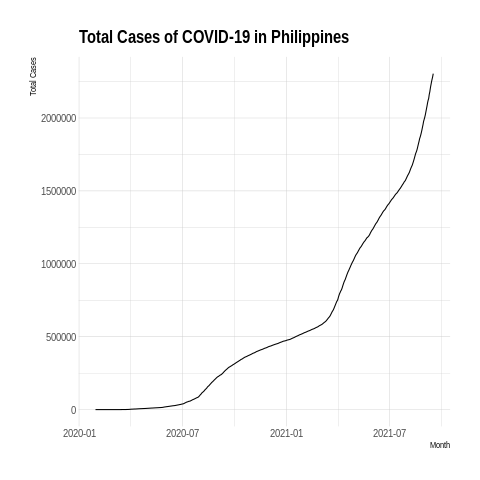 Total Cases of COVID-19 in Philippines
Total Cases
2000000
1500000
1000000
500000
0
2020-01 2020-07 2021-01 2021-07
Month